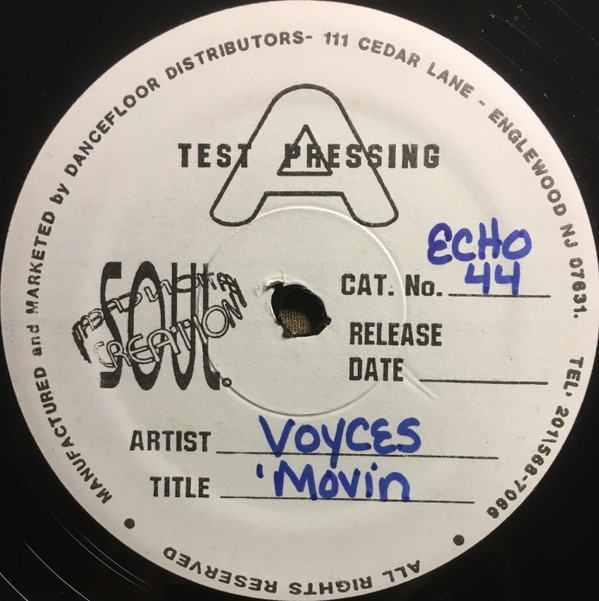 MANUFACTURED and MARKETED by DANCEFLOOR DISTRIBUTORS- 111 CEDAR LANE - ENGLEWOOD NJ 07631. TEL. 201\568-7066
A
TEST PRESSING
ECHO
CAT. No. 44
SOUL
CREATION
RELEASE
DATE
ARTIST VOYCES
TITLE 'Movin
ALL RIGHTS RESERVED